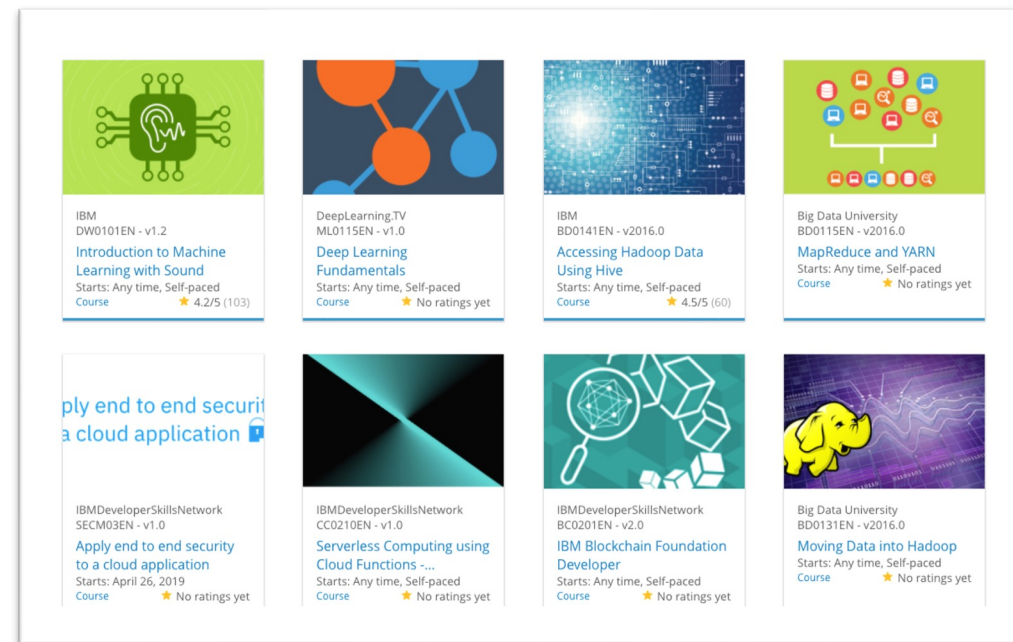 IBM
DW0101EN - v1.2
Introduction to Machine
Learning with Sound
Starts: Any time, Self-paced
Course
4.2/5 (103)
DeepLearning.TV
ML0115EN - v1.0
Deep Learning
Fundamentals
Starts: Any time, Self-paced
Course
No ratings yet
IBM
BD0141EN - v2016.0
Accessing Hadoop Data
Using Hive
Starts: Any time, Self-paced
Course
4.5/5 (60)
Big Data University
BD0115EN - v2016.0
MapReduce and YARN
Starts: Any time, Self-paced
Course
No ratings yet
ply end to end securit
a cloud application
IBMDeveloperSkillsNetwork
SECM03EN - v1.0
Apply end to end security
to a cloud application
Starts: April 26, 2019
Course
No ratings yet
IBMDeveloperSkillsNetwork
CC0210EN - v1.0
Serverless Computing using
Cloud Functions -...
Starts: Any time, Self-paced
Course
No ratings yet
IBMDeveloperSkillsNetwork
BC0201EN - v2.0
IBM Blockchain Foundation
Developer
Starts: Any time, Self-paced
Course
No ratings yet
Big Data University
BD0131EN - v2016.0
Moving Data into Hadoop
Starts: Any time, Self-paced
Course
No ratings yet